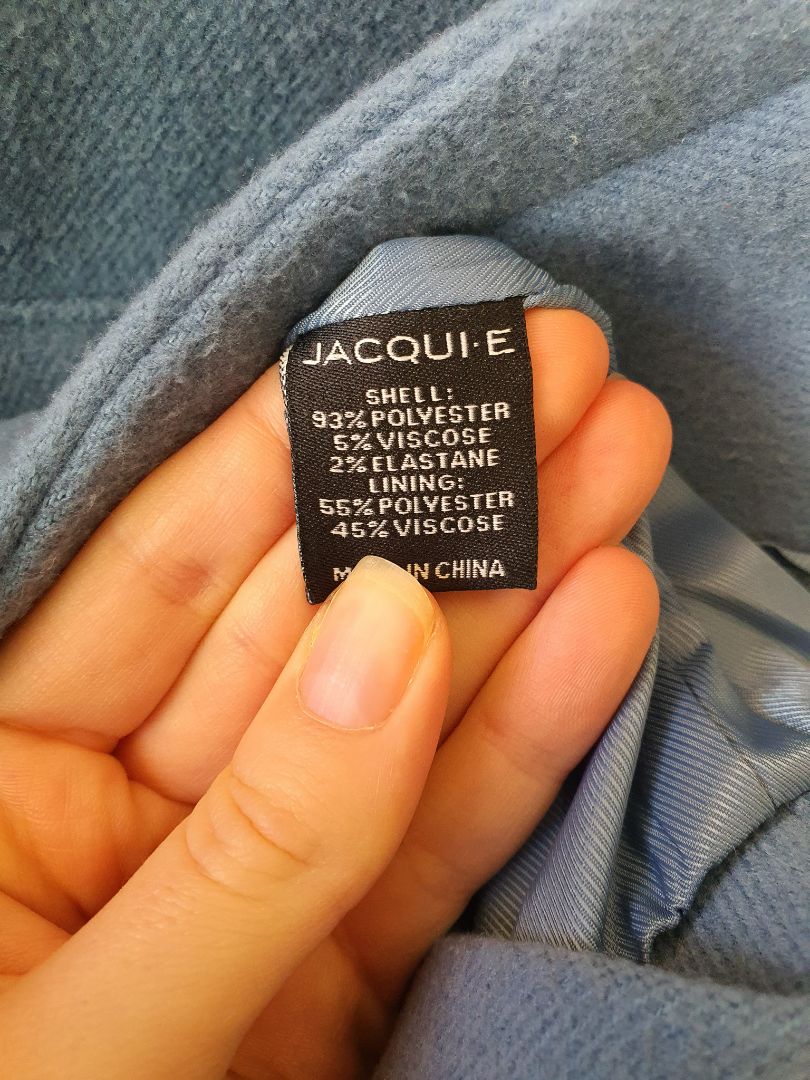 JACQUI·E
SHELL:
93% POLYESTER
5% VISCOSE
2% ELASTANE
LINING:
55% POLYESTER
45% VISCOSE
IN CHINA